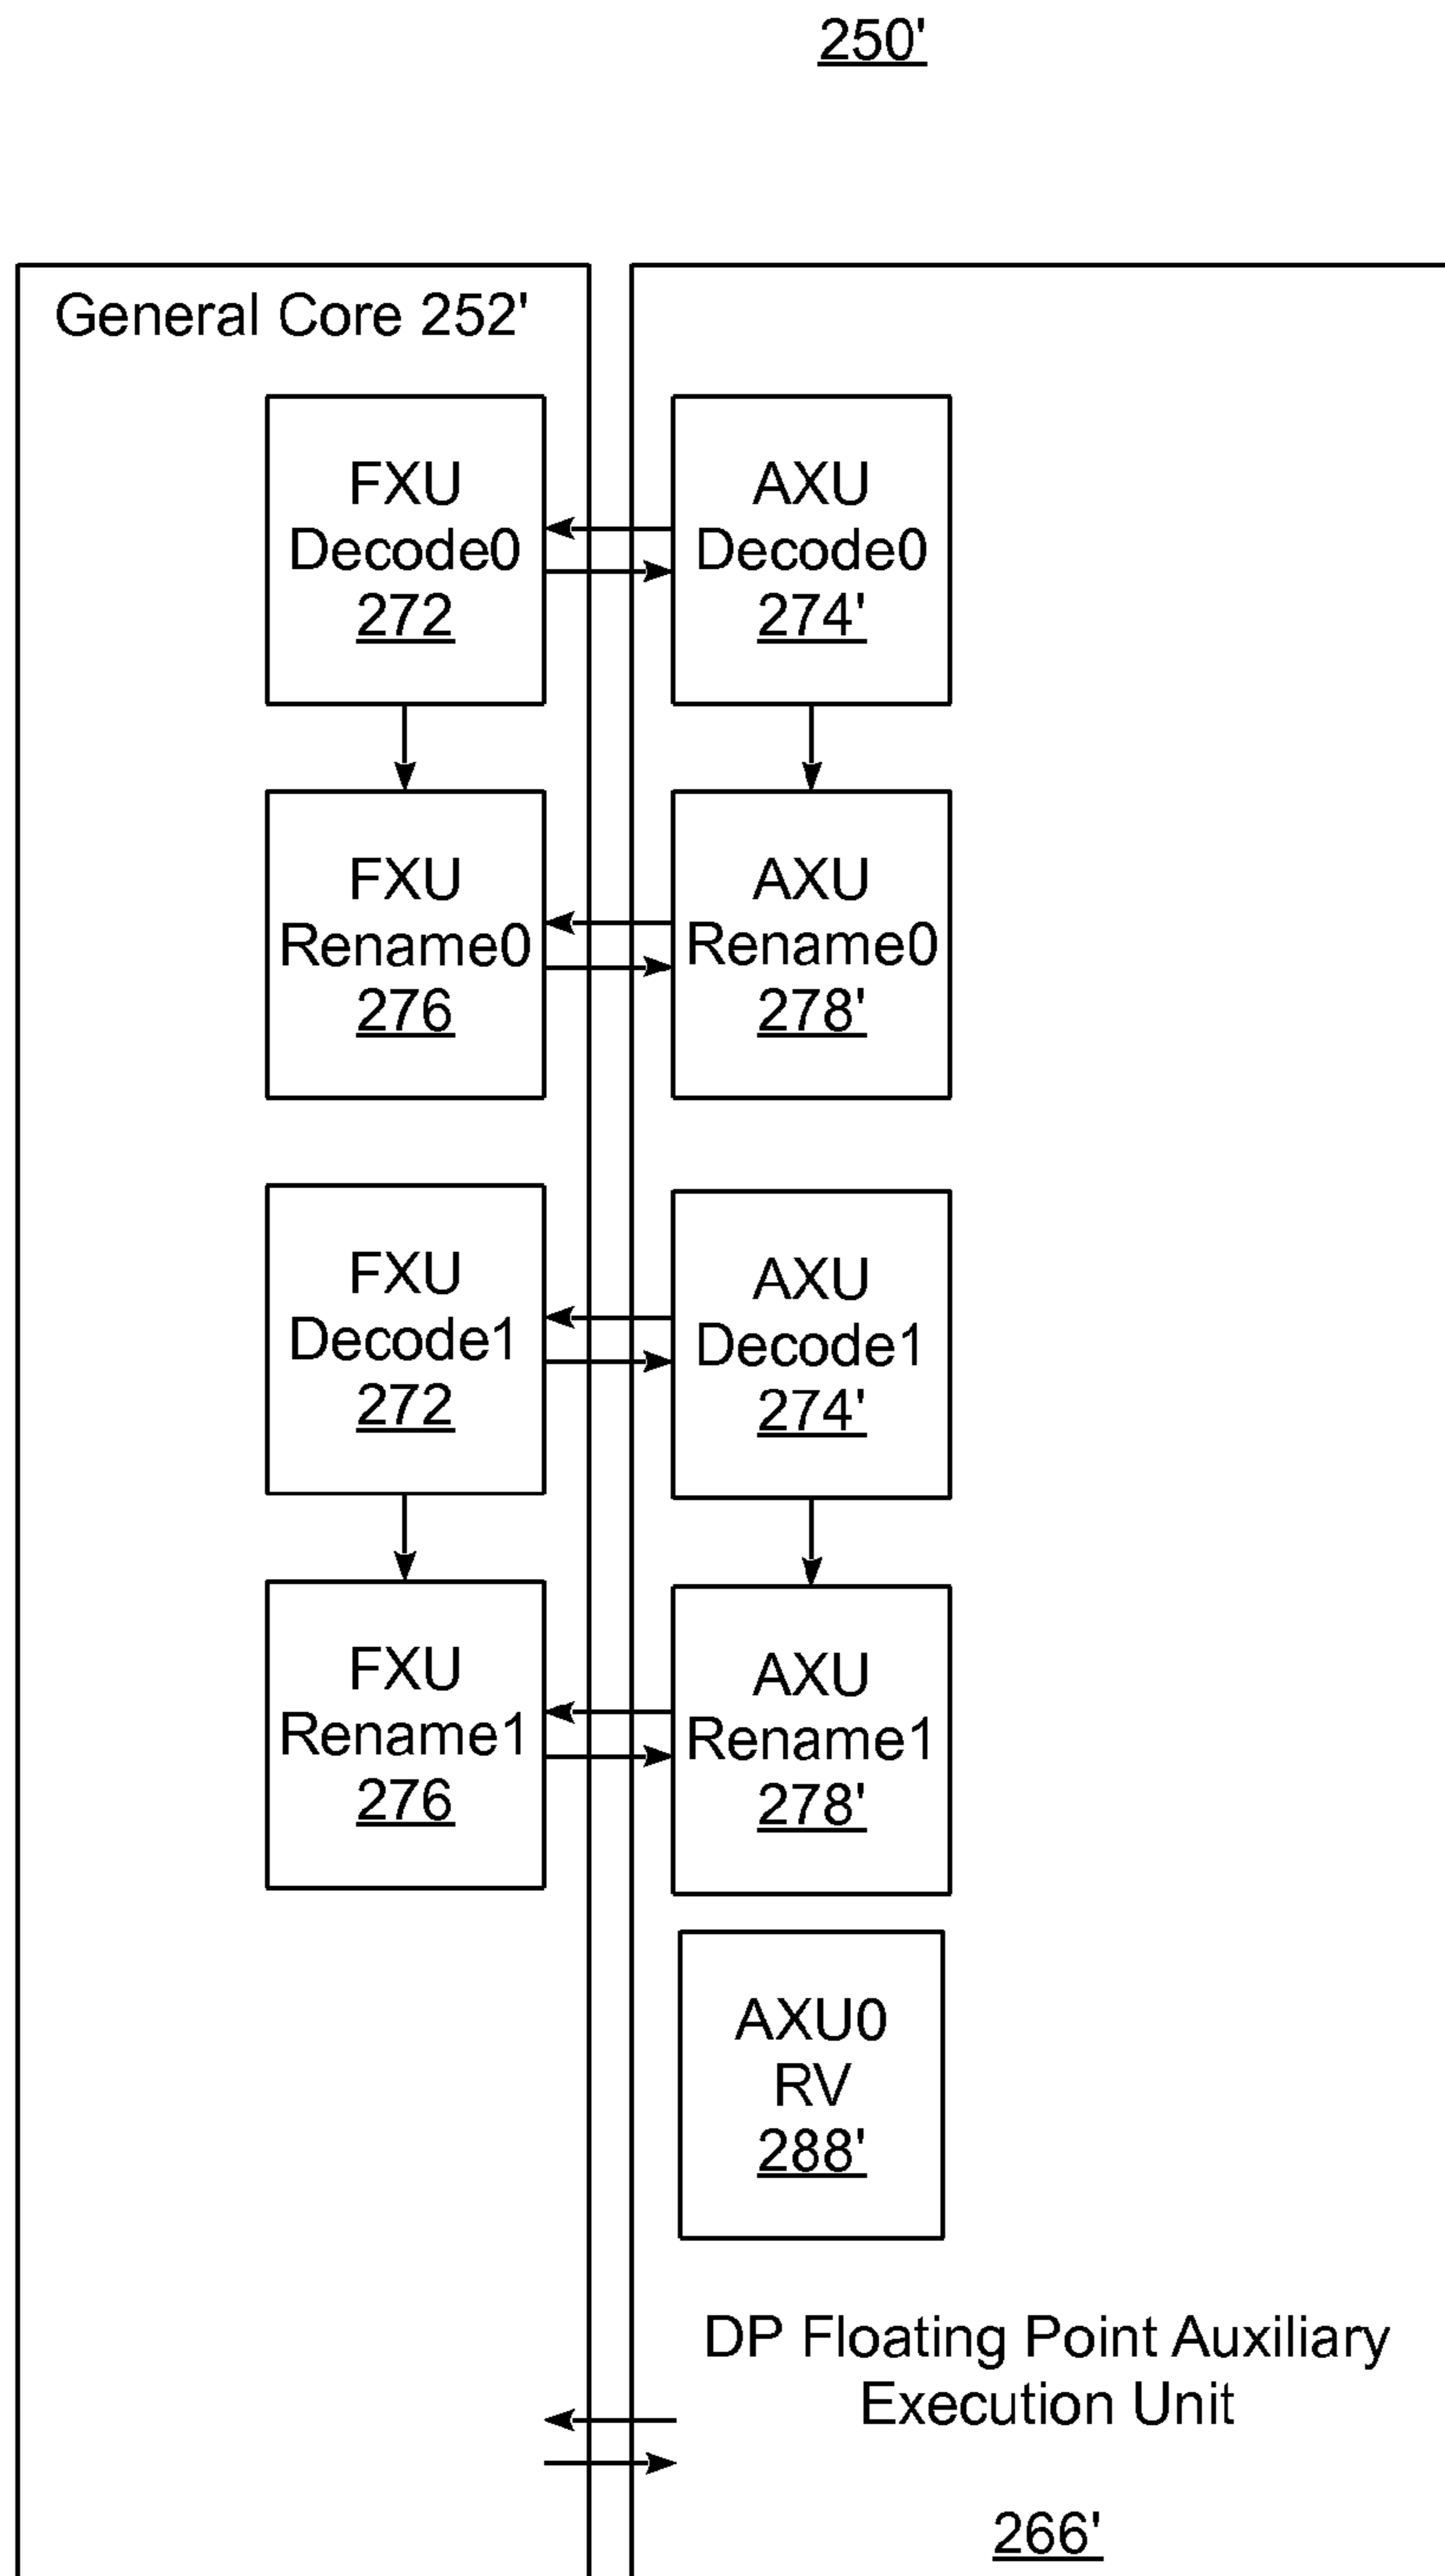 250'
General Core 252'
FXU
Decode0
272
AXU
Decode0
274'
FXU
Rename0
276
AXU
Rename0
278'
FXU
Decode1
272
AXU
Decode1
274'
FXU
Rename1
276
AXU
Rename1
278'
AXU0
RV
288'
DP Floating Point Auxiliary
Execution Unit
266'